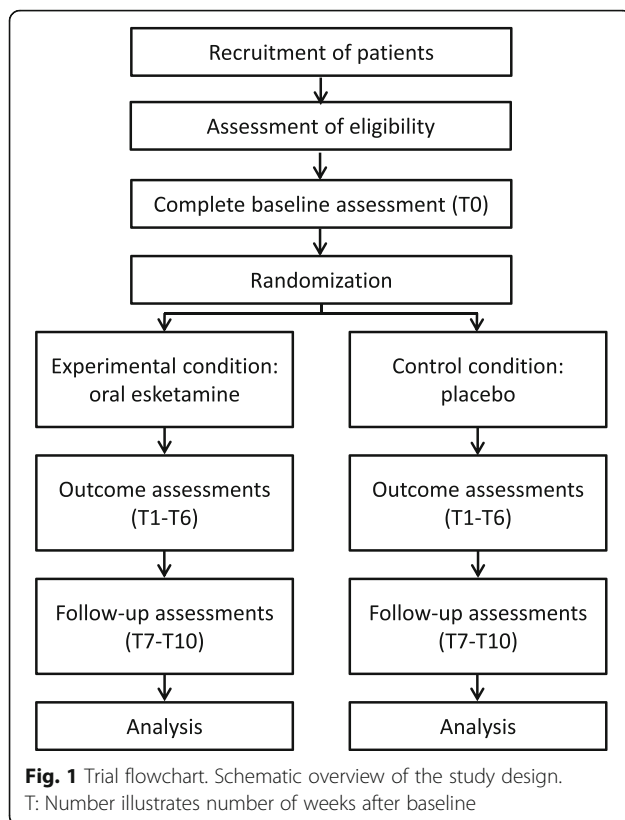 Recruitment of patients
Assessment of eligibility
Complete baseline assessment (T0)
Randomization
Experimental condition:
oral esketamine
Control condition:
placebo
Outcome assessments
(T1-T6)
Outcome assessments
(T1-T6)
Follow-up assessments
(T7-T10)
Follow-up assessments
(T7-T10)
Analysis
Analysis
Fig. 1 Trial flowchart. Schematic overview of the study design.
T: Number illustrates number of weeks after baseline